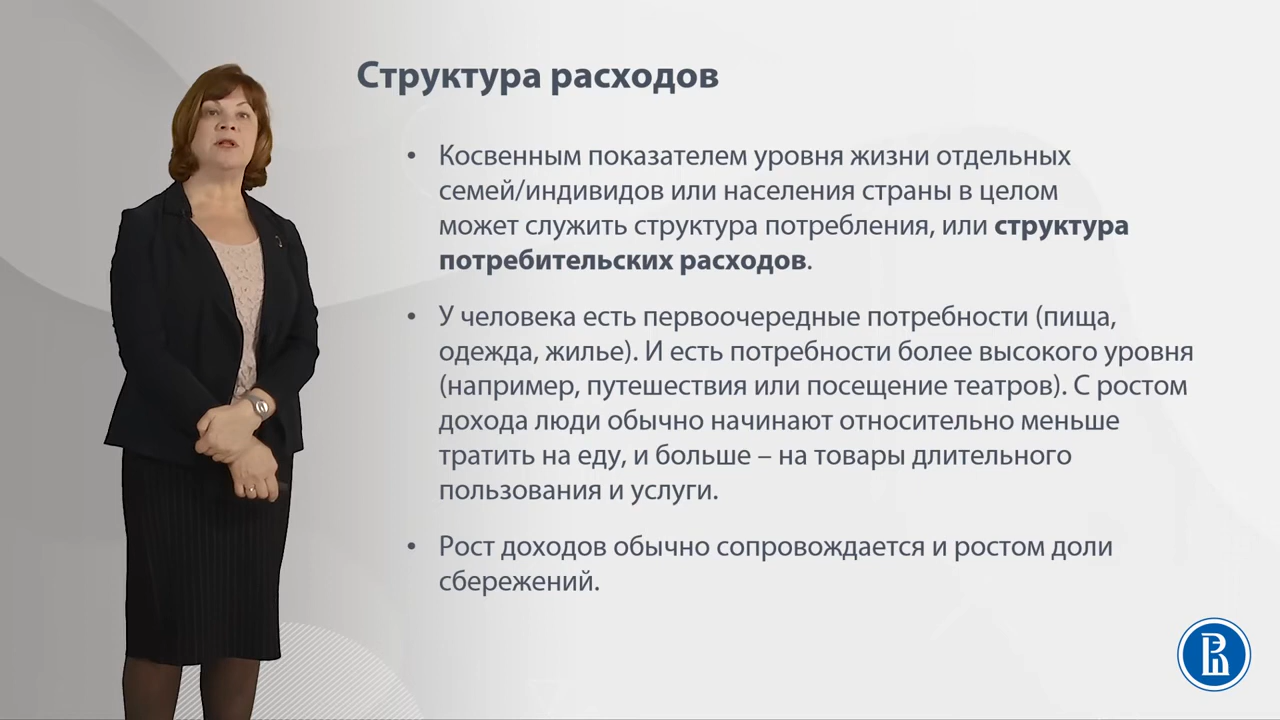 Структура расходов
• Косвенным показателем уровня жизни отдельных
семей/индивидов или населения страны в целом
может служить структура потребления, или структура
потребительских расходов.
• У человека есть первоочередные потребности (пища,
одежда, жилье). И есть потребности более высокого уровня
(например, путешествия или посещение театров). С ростом
дохода люди обычно начинают относительно меньше
тратить на еду, и больше – на товары длительного
пользования и услуги.
• Рост доходов обычно сопровождается и ростом доли
сбережений.